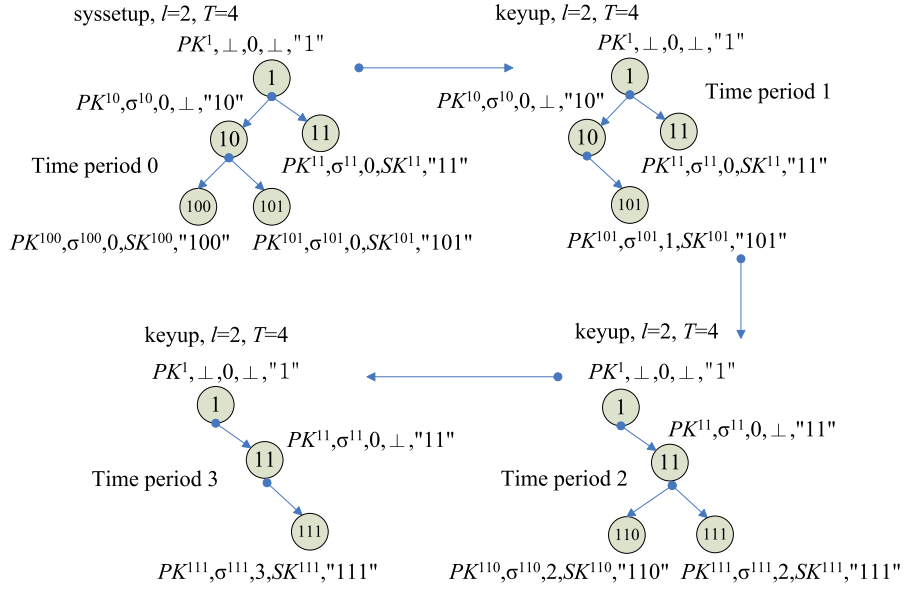 syssetup, l=2, T=4
PK¹,⊥,0,⊥,"1"
1
PK¹⁰,σ¹⁰,0,⊥,"10"
10
11
Time period 0
PK¹¹,σ¹¹,0,SK¹¹,"11"
100
101
PK¹⁰⁰,σ¹⁰⁰,0,SK¹⁰⁰,"100"
PK¹⁰¹,σ¹⁰¹,0,SK¹⁰¹,"101"
keyup, l=2, T=4
PK¹,⊥,0,⊥,"1"
1
Time period 1
PK¹⁰,σ¹⁰,0,⊥,"10"
10
11
PK¹¹,σ¹¹,0,SK¹¹,"11"
101
PK¹⁰¹,σ¹⁰¹,1,SK¹⁰¹,"101"
keyup, l=2, T=4
PK¹,⊥,0,⊥,"1"
1
PK¹¹,σ¹¹,0,⊥,"11"
11
Time period 2
110
111
PK¹¹⁰,σ¹¹⁰,2,SK¹¹⁰,"110"
PK¹¹¹,σ¹¹¹,2,SK¹¹¹,"111"
keyup, l=2, T=4
PK¹,⊥,0,⊥,"1"
1
PK¹¹,σ¹¹,0,⊥,"11"
11
Time period 3
111
PK¹¹¹,σ¹¹¹,3,SK¹¹¹,"111"